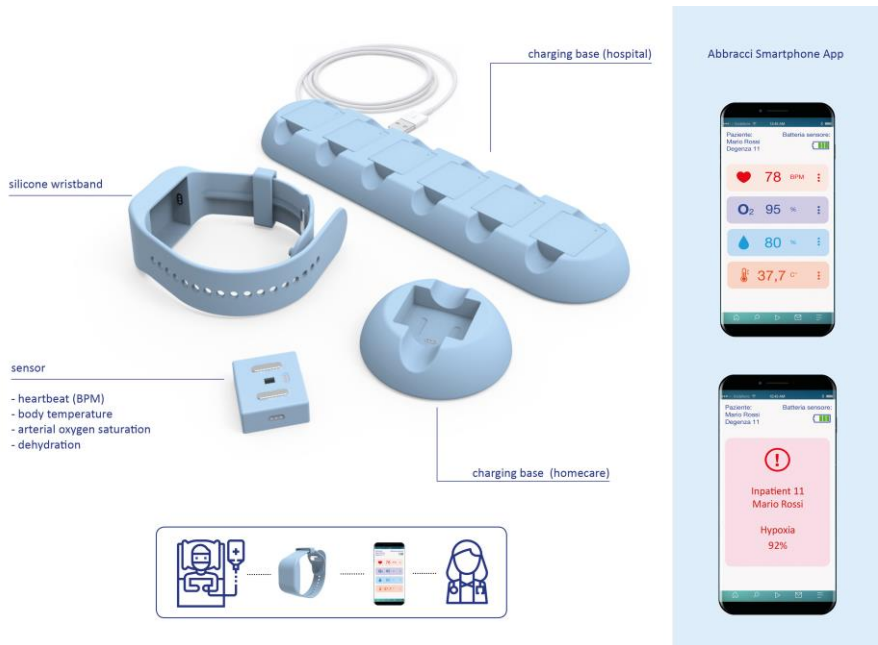 charging base (hospital)
silicone wristband
sensor
- heartbeat (BPM)
- body temperature
- arterial oxygen saturation
- dehydration
charging base (homecare)
Abbracci Smartphone App
Paziente:
Mario Rossi
Degenza 11
Batteria sensore:
78 BPM
O2 95 %
80 %
37,7 C°
Paziente:
Mario Rossi
Degenza 11
Batteria sensore:
Inpatient 11
Mario Rossi
Hypoxia
92%